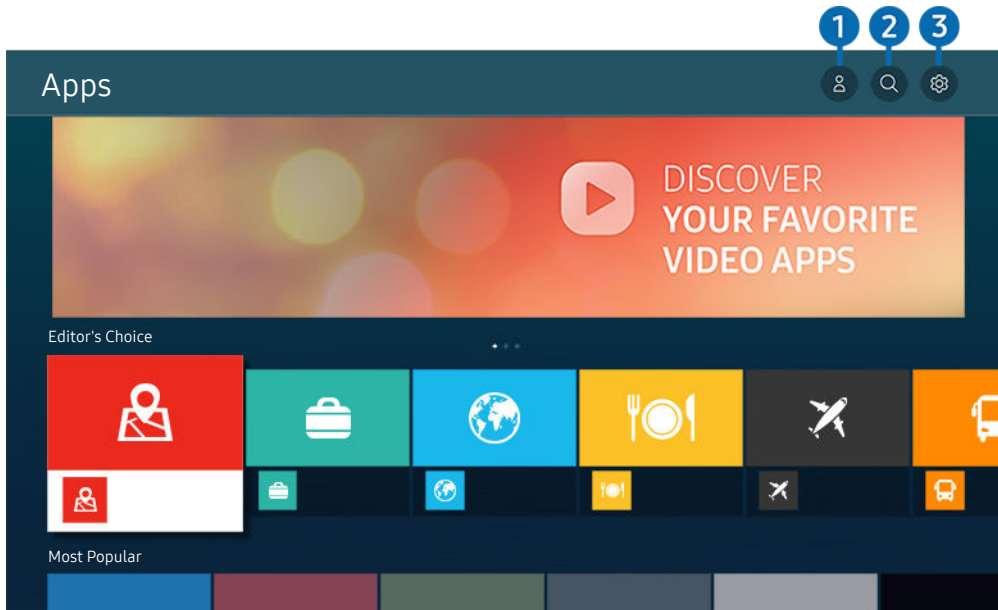 1 2 3
Apps
DISCOVER
YOUR FAVORITE
VIDEO APPS
Editor's Choice
Most Popular